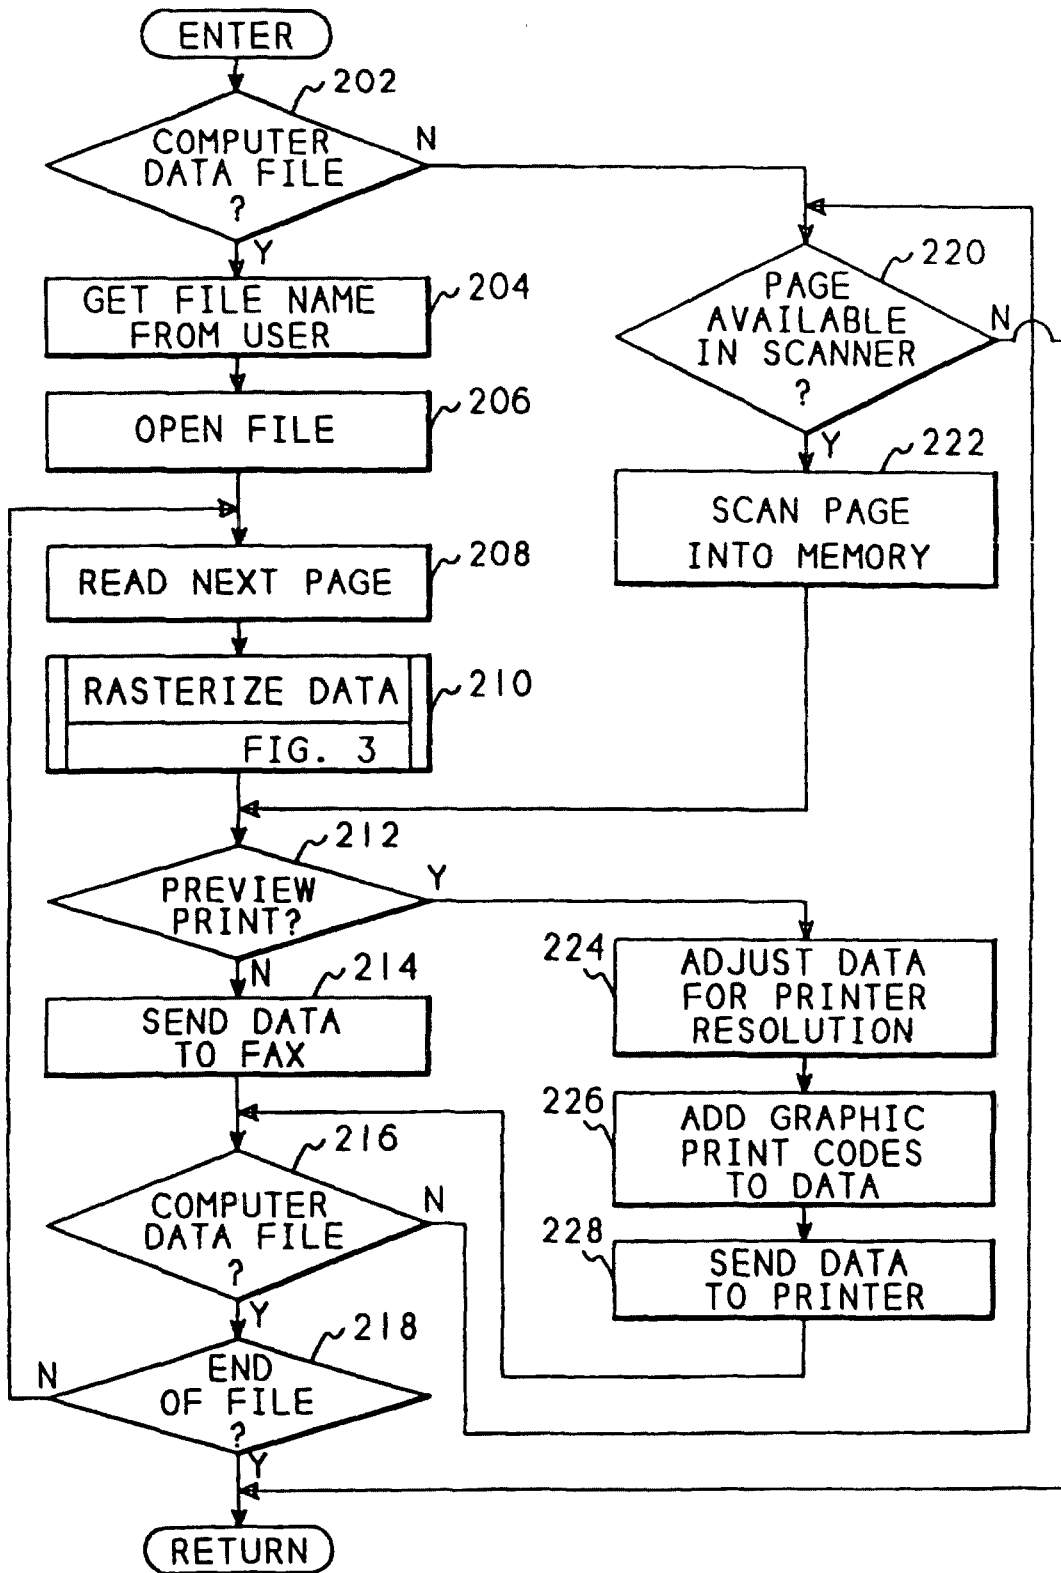 ENTER
202
COMPUTER
DATA FILE
?
N
Y
GET FILE NAME
FROM USER
204
OPEN FILE
206
READ NEXT PAGE
208
RASTERIZE DATA
FIG. 3
210
220
PAGE
AVAILABLE
IN SCANNER
?
N
Y
222
SCAN PAGE
INTO MEMORY
212
PREVIEW
PRINT?
Y
N
214
SEND DATA
TO FAX
224
ADJUST DATA
FOR PRINTER
RESOLUTION
226
ADD GRAPHIC
PRINT CODES
TO DATA
228
SEND DATA
TO PRINTER
216
COMPUTER
DATA FILE
?
N
Y
218
END
OF FILE
?
N
Y
RETURN